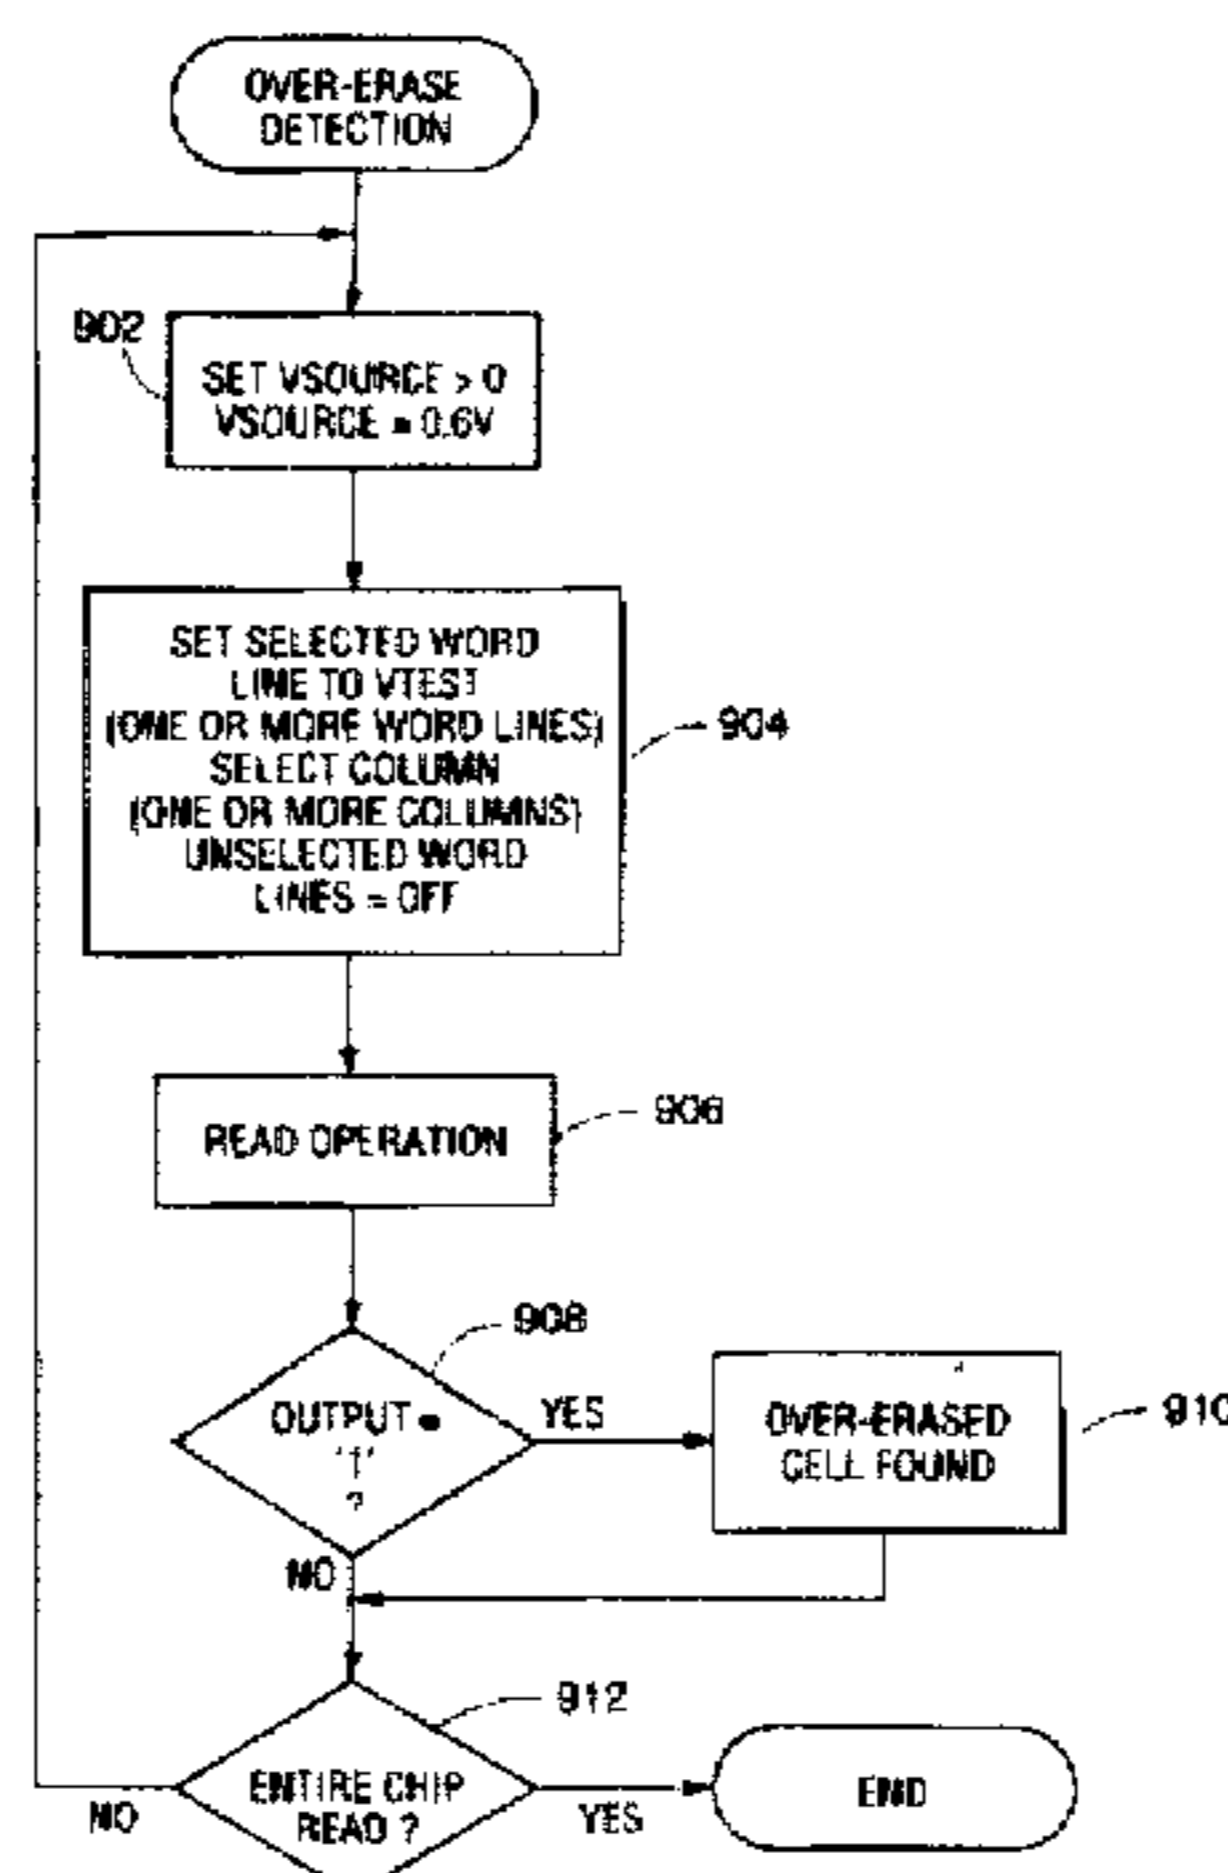 OVER-ERASE
DETECTION
902
SET VSOURCE > 0
VSOURCE = 0.6V
SET SELECTED WORD
LINE TO VTEST
(ONE OR MORE WORD LINES)
SELECT COLUMN
(ONE OR MORE COLUMNS)
UNSELECTED WORD
LINES = OFF
904
READ OPERATION
906
908
OUTPUT =
'1'
?
YES
OVER-ERASED
CELL FOUND
910
NO
912
ENTIRE CHIP
READ ?
NO
YES
END